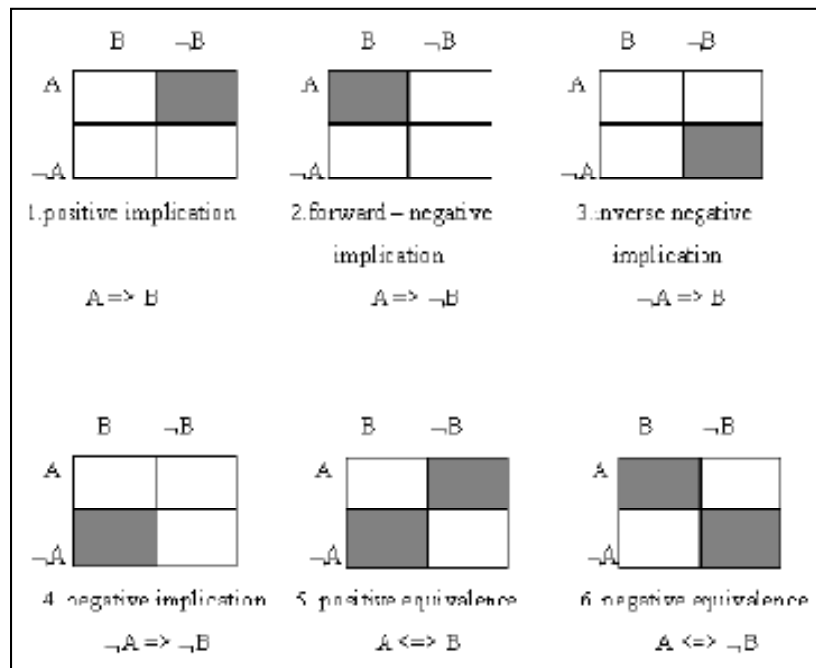 B ¬B B ¬B B ¬B
A A A
¬A ¬A ¬A
1.positive implication 2.forward – negative 3.inverse negative
implication implication
A => B A => ¬B ¬A => B
B ¬B B ¬B B ¬B
A A A
¬A ¬A ¬A
4. negative implication 5. positive equivalence 6. negative equivalence
¬A => ¬B A <=> B A <=> ¬B